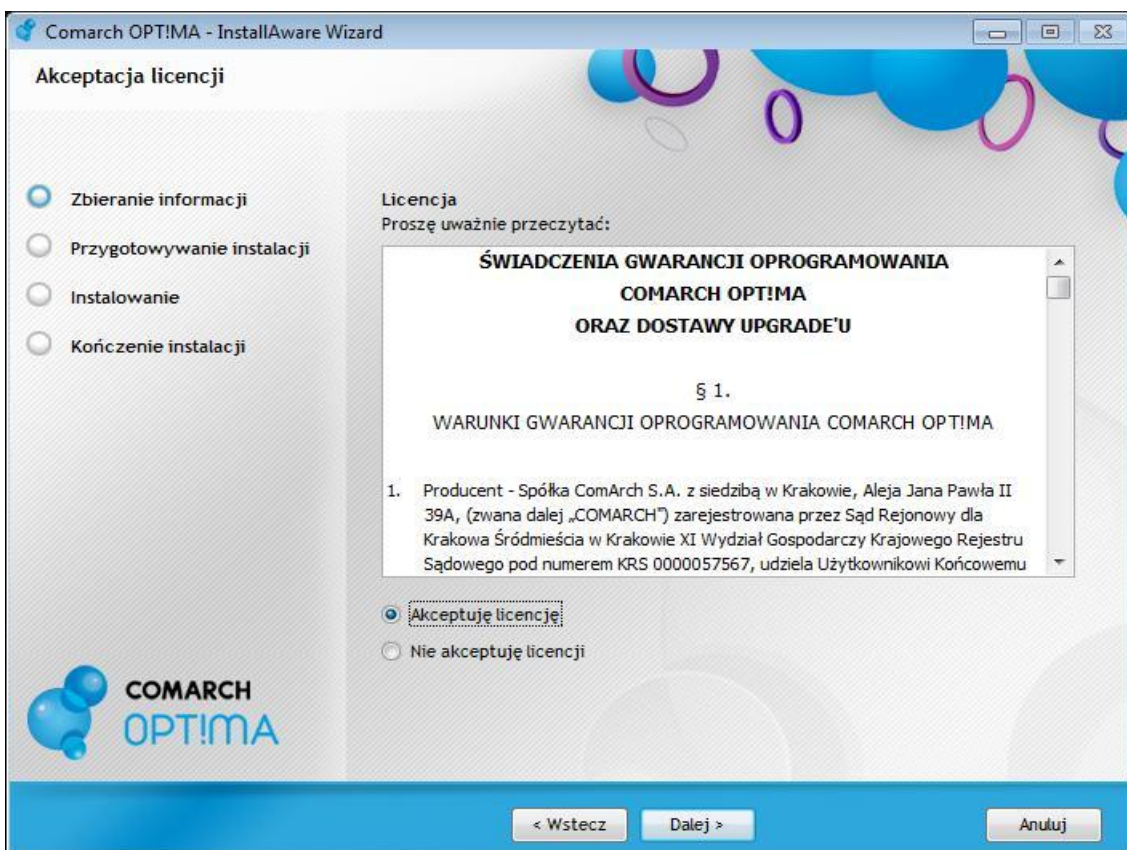 Comarch OPT!MA - InstallAware Wizard
Akceptacja licencji
Zbieranie informacji
Przygotowywanie instalacji
Instalowanie
Kończenie instalacji
Licencja
Proszę uważnie przeczytać:
ŚWIADCZENIA GWARANCJI OPROGRAMOWANIA
COMARCH OPT!MA
ORAZ DOSTAWY UPGRADE'U
§ 1.
WARUNKI GWARANCJI OPROGRAMOWANIA COMARCH OPT!MA
1. Producent - Spółka ComArch S.A. z siedzibą w Krakowie, Aleja Jana Pawła II
39A, (zwana dalej „COMARCH”) zarejestrowana przez Sąd Rejonowy dla
Krakowa Śródmieścia w Krakowie XI Wydział Gospodarczy Krajowego Rejestru
Sądowego pod numerem KRS 0000057567, udziela Użytkownikowi Końcowemu
Akceptuję licencję
Nie akceptuję licencji
COMARCH
OPT!MA
< Wstecz
Dalej >
Anuluj